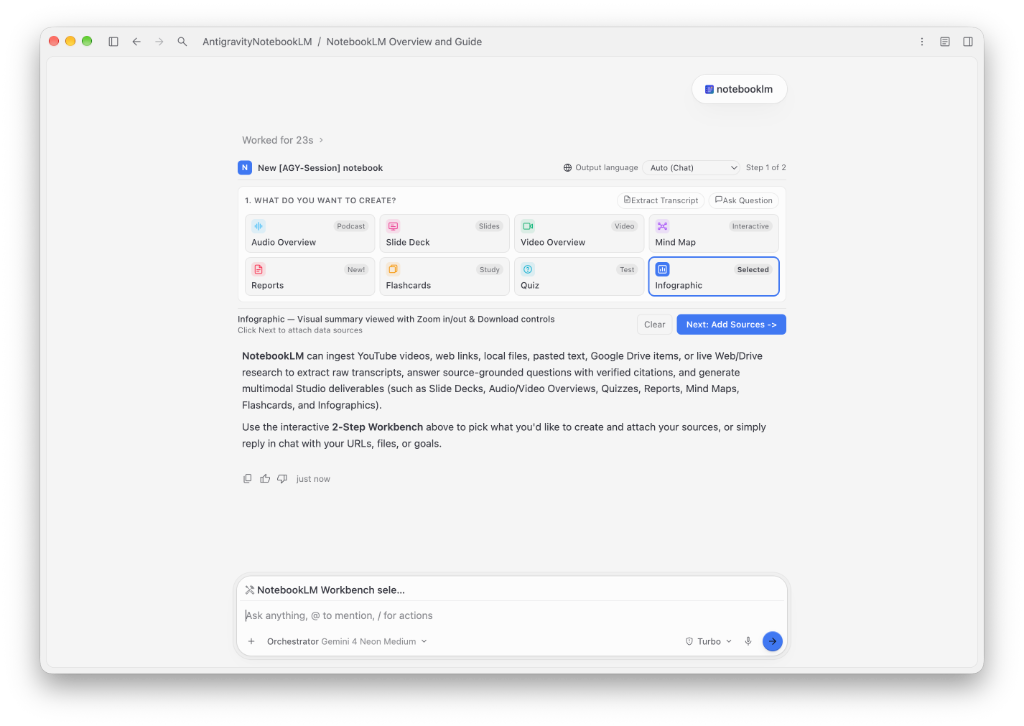 AntigravityNotebookLM / NotebookLM Overview and Guide
notebooklm
Worked for 23s >
N New [AGY-Session] notebook
Output language Auto (Chat) Step 1 of 2
1. WHAT DO YOU WANT TO CREATE?
Extract Transcript
Ask Question
Podcast
Audio Overview
Slides
Slide Deck
Video
Video Overview
Interactive
Mind Map
New!
Reports
Study
Flashcards
Test
Quiz
Selected
Infographic
Infographic — Visual summary viewed with Zoom in/out & Download controls
Click Next to attach data sources
Clear
Next: Add Sources ->
NotebookLM can ingest YouTube videos, web links, local files, pasted text, Google Drive items, or live Web/Drive
research to extract raw transcripts, answer source-grounded questions with verified citations, and generate
multimodal Studio deliverables (such as Slide Decks, Audio/Video Overviews, Quizzes, Reports, Mind Maps,
Flashcards, and Infographics).
Use the interactive 2-Step Workbench above to pick what you'd like to create and attach your sources, or simply
reply in chat with your URLs, files, or goals.
just now
NotebookLM Workbench sele...
Ask anything, @ to mention, / for actions
+ Orchestrator Gemini 4 Neon Medium
Turbo